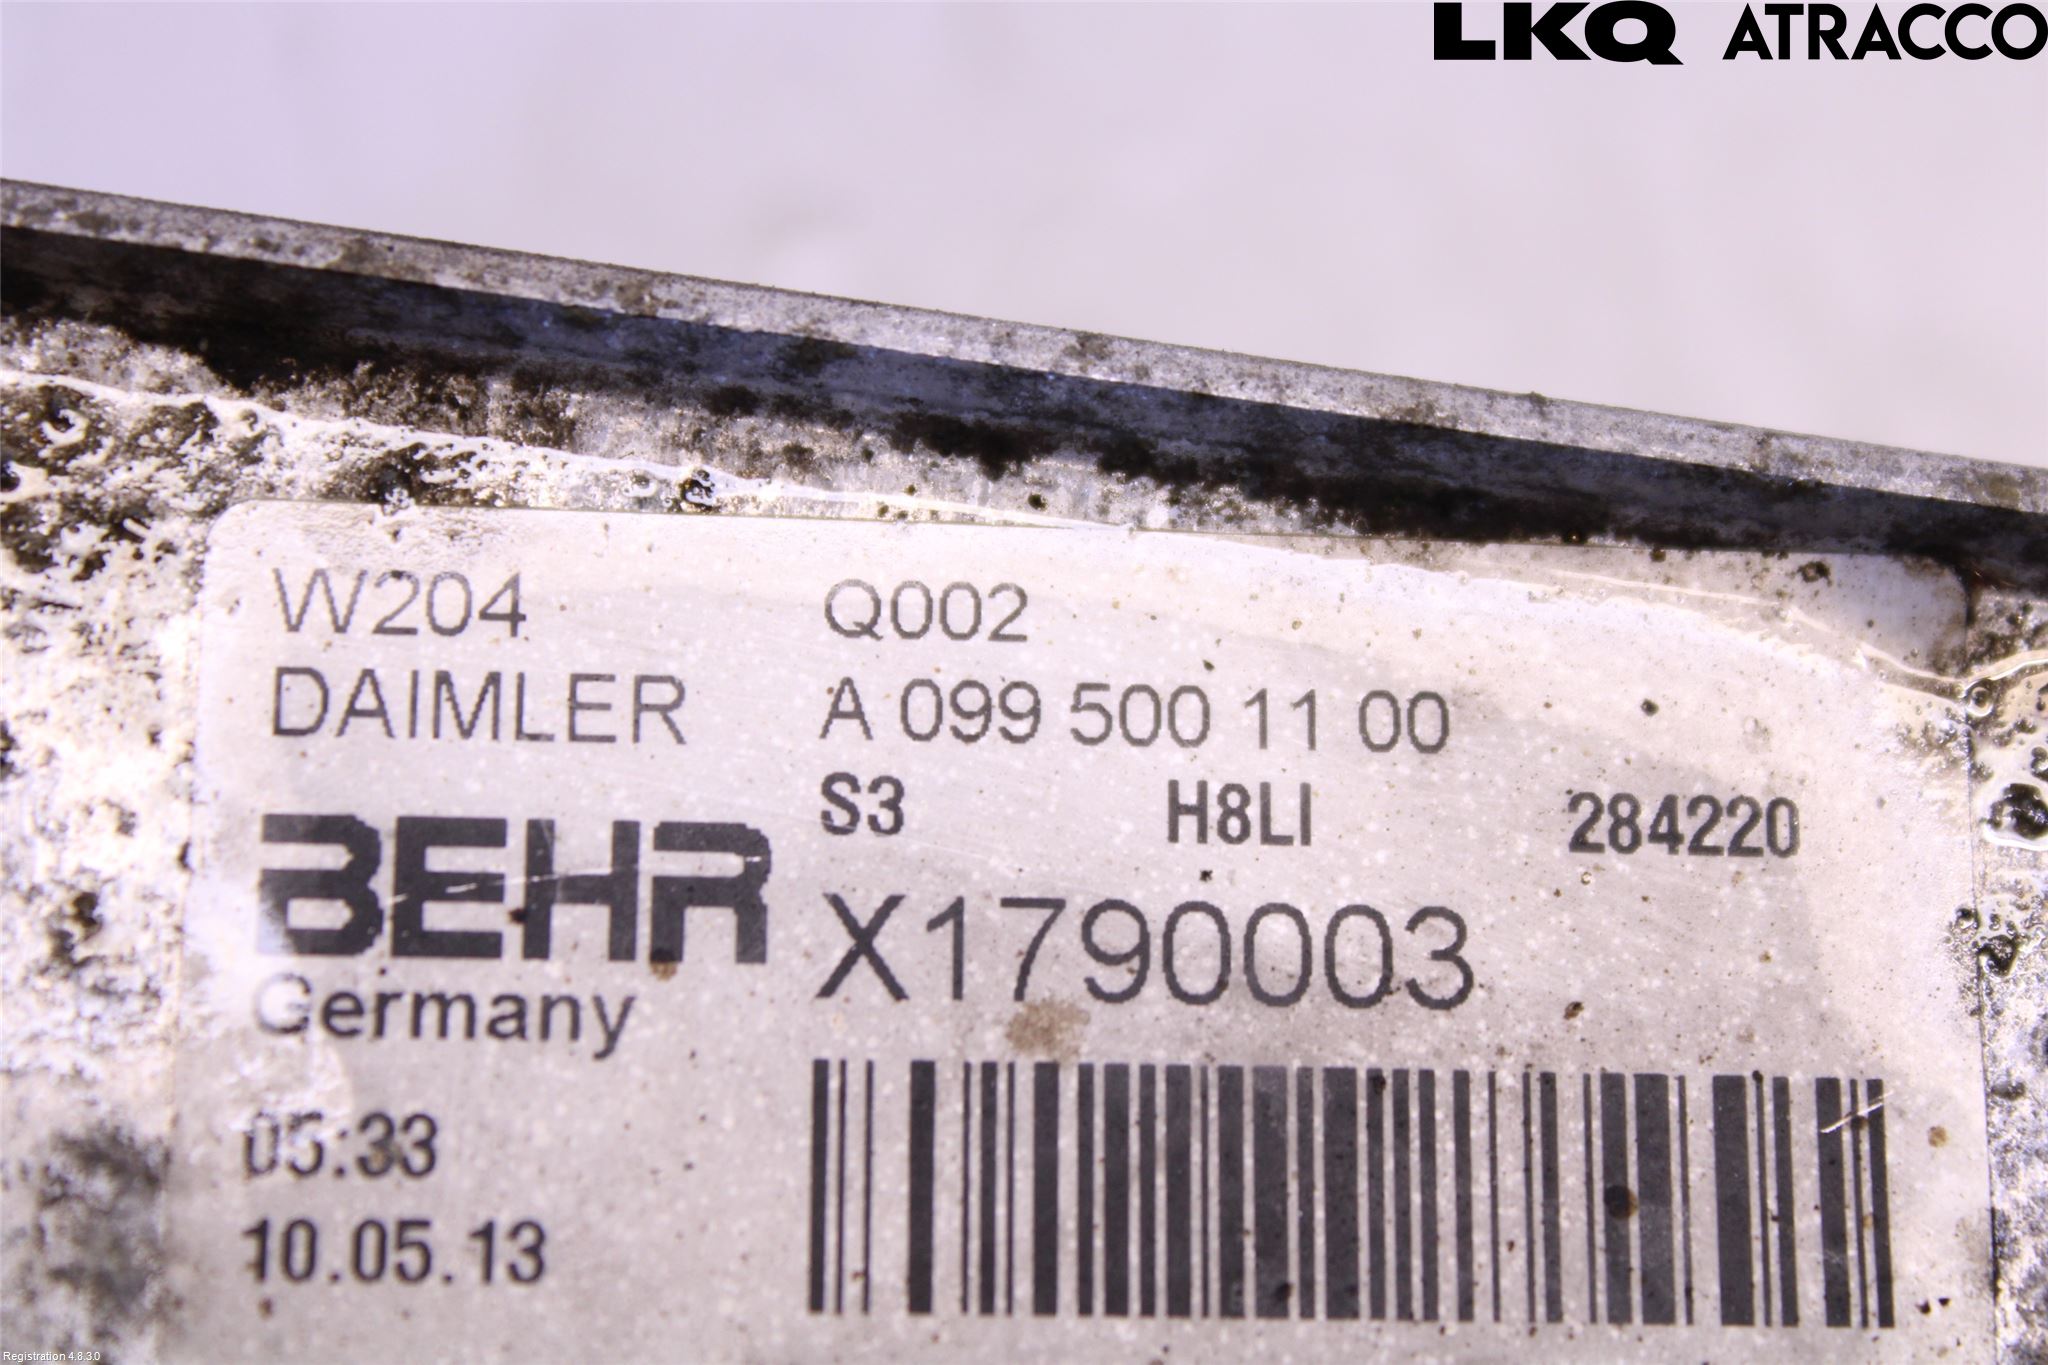 LKQ ATRACCO
W204 Q002
DAIMLER A 099 500 11 00
S3 H8LI 284220
BEHR X1790003
Germany
05:33
10.05.13
Registration 4.8.3.0